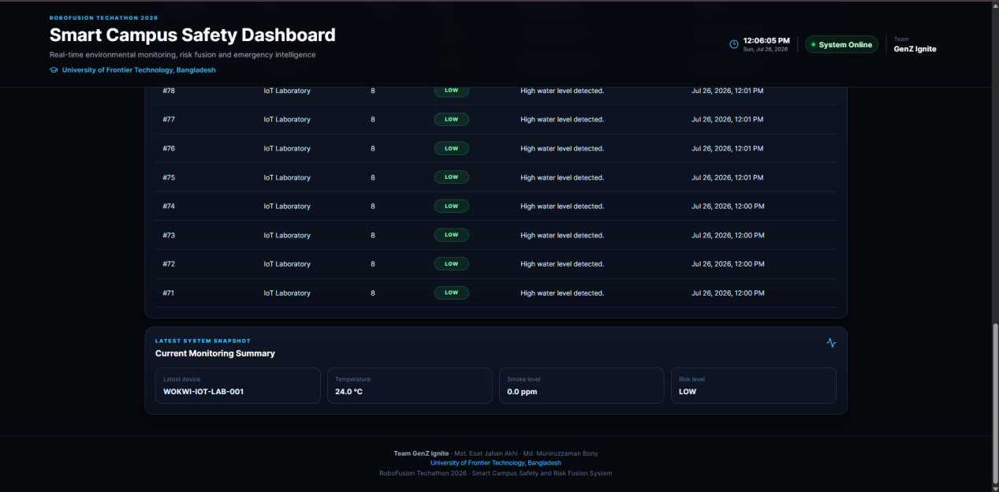 ROBOFUSION TECHATHON 2026
Smart Campus Safety Dashboard
Real-time environmental monitoring, risk fusion and emergency intelligence
University of Frontier Technology, Bangladesh
12:06:05 PM
Sun, Jul 26, 2026
System Online
Team
GenZ Ignite
#78 IoT Laboratory 8 LOW High water level detected. Jul 26, 2026, 12:01 PM
#77 IoT Laboratory 8 LOW High water level detected. Jul 26, 2026, 12:01 PM
#76 IoT Laboratory 8 LOW High water level detected. Jul 26, 2026, 12:01 PM
#75 IoT Laboratory 8 LOW High water level detected. Jul 26, 2026, 12:01 PM
#74 IoT Laboratory 8 LOW High water level detected. Jul 26, 2026, 12:00 PM
#73 IoT Laboratory 8 LOW High water level detected. Jul 26, 2026, 12:00 PM
#72 IoT Laboratory 8 LOW High water level detected. Jul 26, 2026, 12:00 PM
#71 IoT Laboratory 8 LOW High water level detected. Jul 26, 2026, 12:00 PM
LATEST SYSTEM SNAPSHOT
Current Monitoring Summary
Latest device
WOKWI-IOT-LAB-001
Temperature
24.0 °C
Smoke level
0.0 ppm
Risk level
LOW
Team GenZ Ignite · Mst. Esat Jahan Akhi · Md. Muniruzzaman Bony
University of Frontier Technology, Bangladesh
RoboFusion Techathon 2026 · Smart Campus Safety and Risk Fusion System